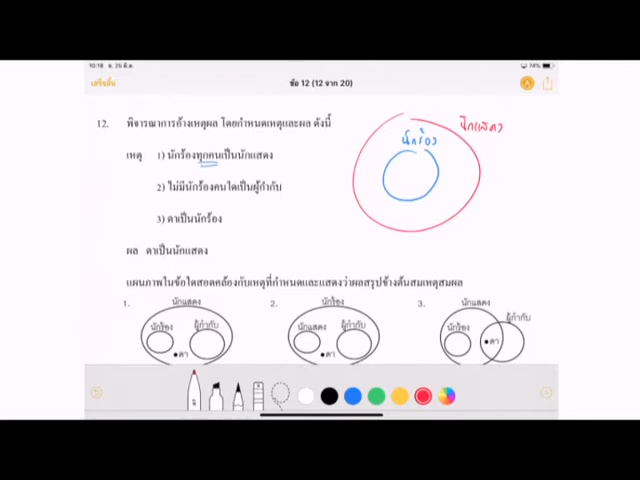 10:18 อ. 25 มี.ค.
74%
เสร็จสิ้น
ข้อ 12 (12 จาก 20)
12. พิจารณาการอ้างเหตุผล โดยกำหนดเหตุและผล ดังนี้
เหตุ 1) นักร้องทุกคนเป็นนักแสดง
2) ไม่มีนักร้องคนใดเป็นผู้กำกับ
3) ดาเป็นนักร้อง
ผล ดาเป็นนักแสดง
นักร้อง
นักแสดง
แผนภาพในข้อใดสอดคล้องกับเหตุที่กำหนดและแสดงว่าผลสรุปข้างต้นสมเหตุสมผล
1. นักแสดง
นักร้อง ผู้กำกับ
ดา
2. นักร้อง
นักแสดง ผู้กำกับ
ดา
3. นักแสดง
ผู้กำกับ
นักร้อง
ดา